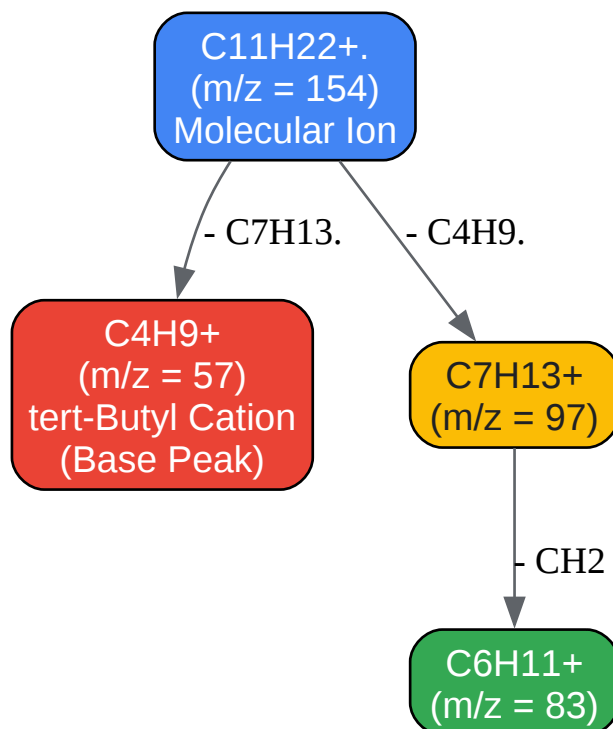 C11H22+.
(m/z = 154)
Molecular Ion
- C7H13.
- C4H9.
C4H9+
(m/z = 57)
tert-Butyl Cation
(Base Peak)
C7H13+
(m/z = 97)
- CH2
C6H11+
(m/z = 83)